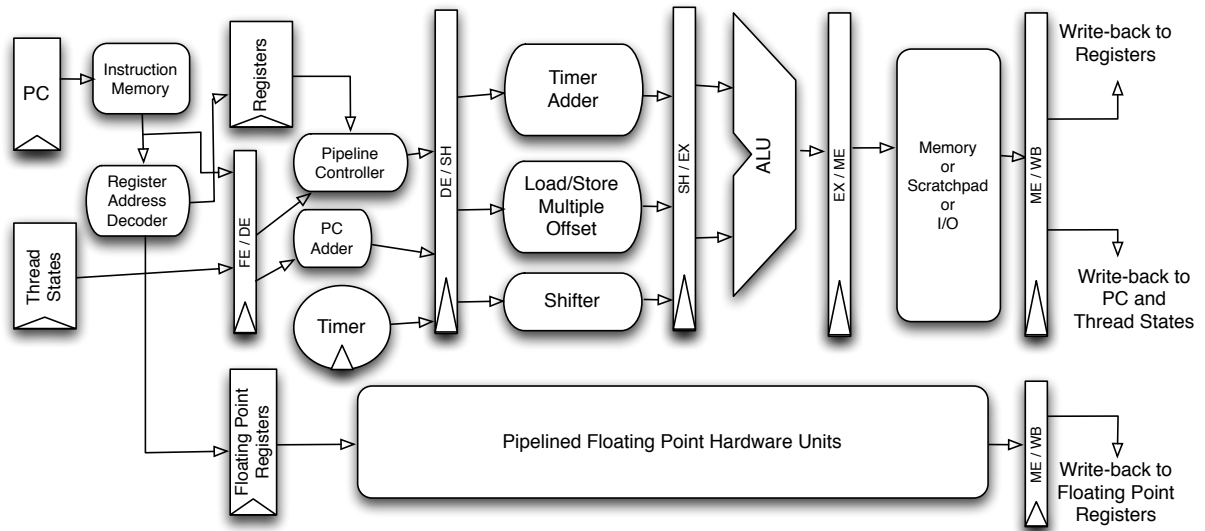 PC
Instruction
Memory
Register
Address
Decoder
Thread
States
Registers
FE / DE
Pipeline
Controller
PC
Adder
Timer
DE / SH
Timer
Adder
Load/Store
Multiple
Offset
Shifter
SH / EX
ALU
EX / ME
Memory
or
Scratchpad
or
I/O
ME / WB
Write-back to
Registers
Write-back to
PC and
Thread States
Floating Point
Registers
Pipelined Floating Point Hardware Units
ME / WB
Write-back to
Floating Point
Registers